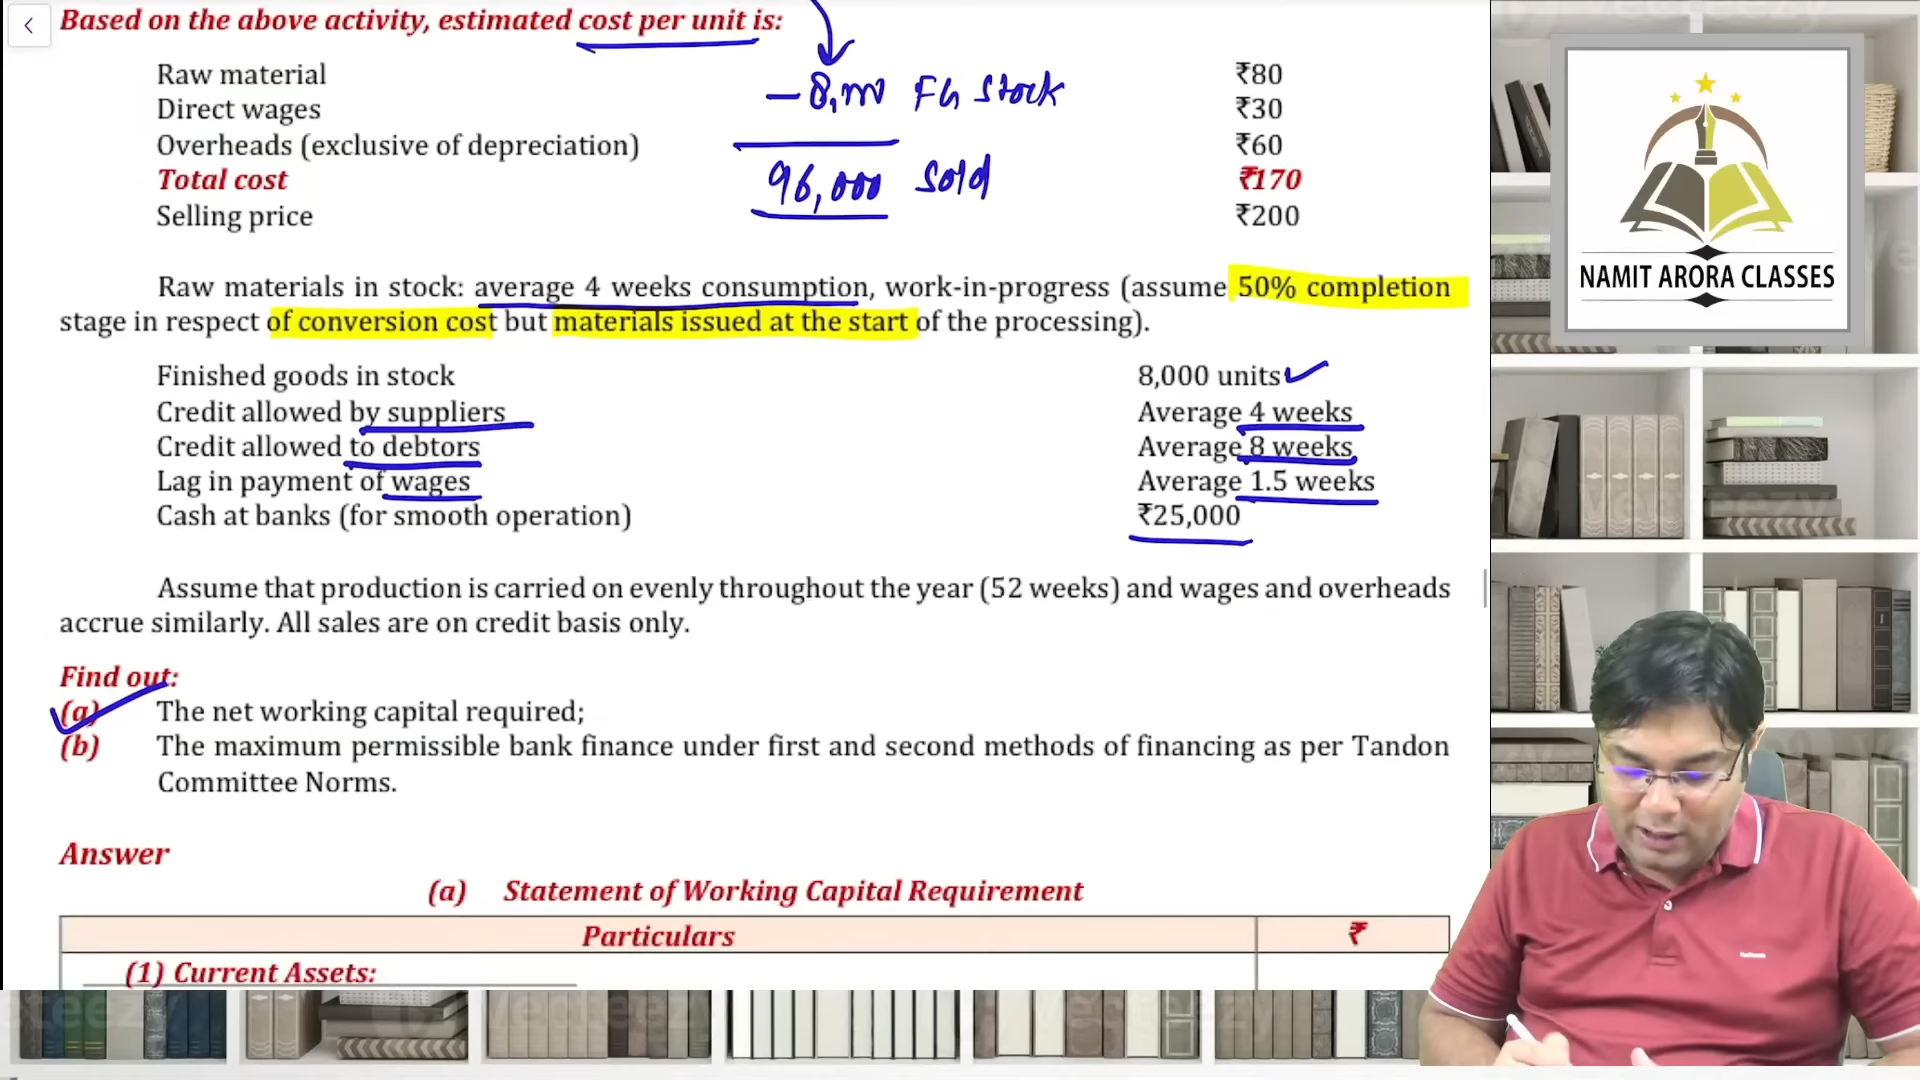 Based on the above activity, estimated cost per unit is:
Raw material ₹80
Direct wages ₹30
Overheads (exclusive of depreciation) ₹60
Total cost ₹170
Selling price ₹200
FG Stock
96,000 Sold
Raw materials in stock: average 4 weeks consumption, work-in-progress (assume 50% completion
stage in respect of conversion cost but materials issued at the start of the processing).
Finished goods in stock 8,000 units
Credit allowed by suppliers Average 4 weeks
Credit allowed to debtors Average 8 weeks
Lag in payment of wages Average 1.5 weeks
Cash at banks (for smooth operation) ₹25,000
Assume that production is carried on evenly throughout the year (52 weeks) and wages and overheads
accrue similarly. All sales are on credit basis only.
Find out:
(a) The net working capital required;
(b) The maximum permissible bank finance under first and second methods of financing as per Tandon
Committee Norms.
Answer
(a) Statement of Working Capital Requirement
Particulars ₹
(1) Current Assets:
NAMIT ARORA CLASSES